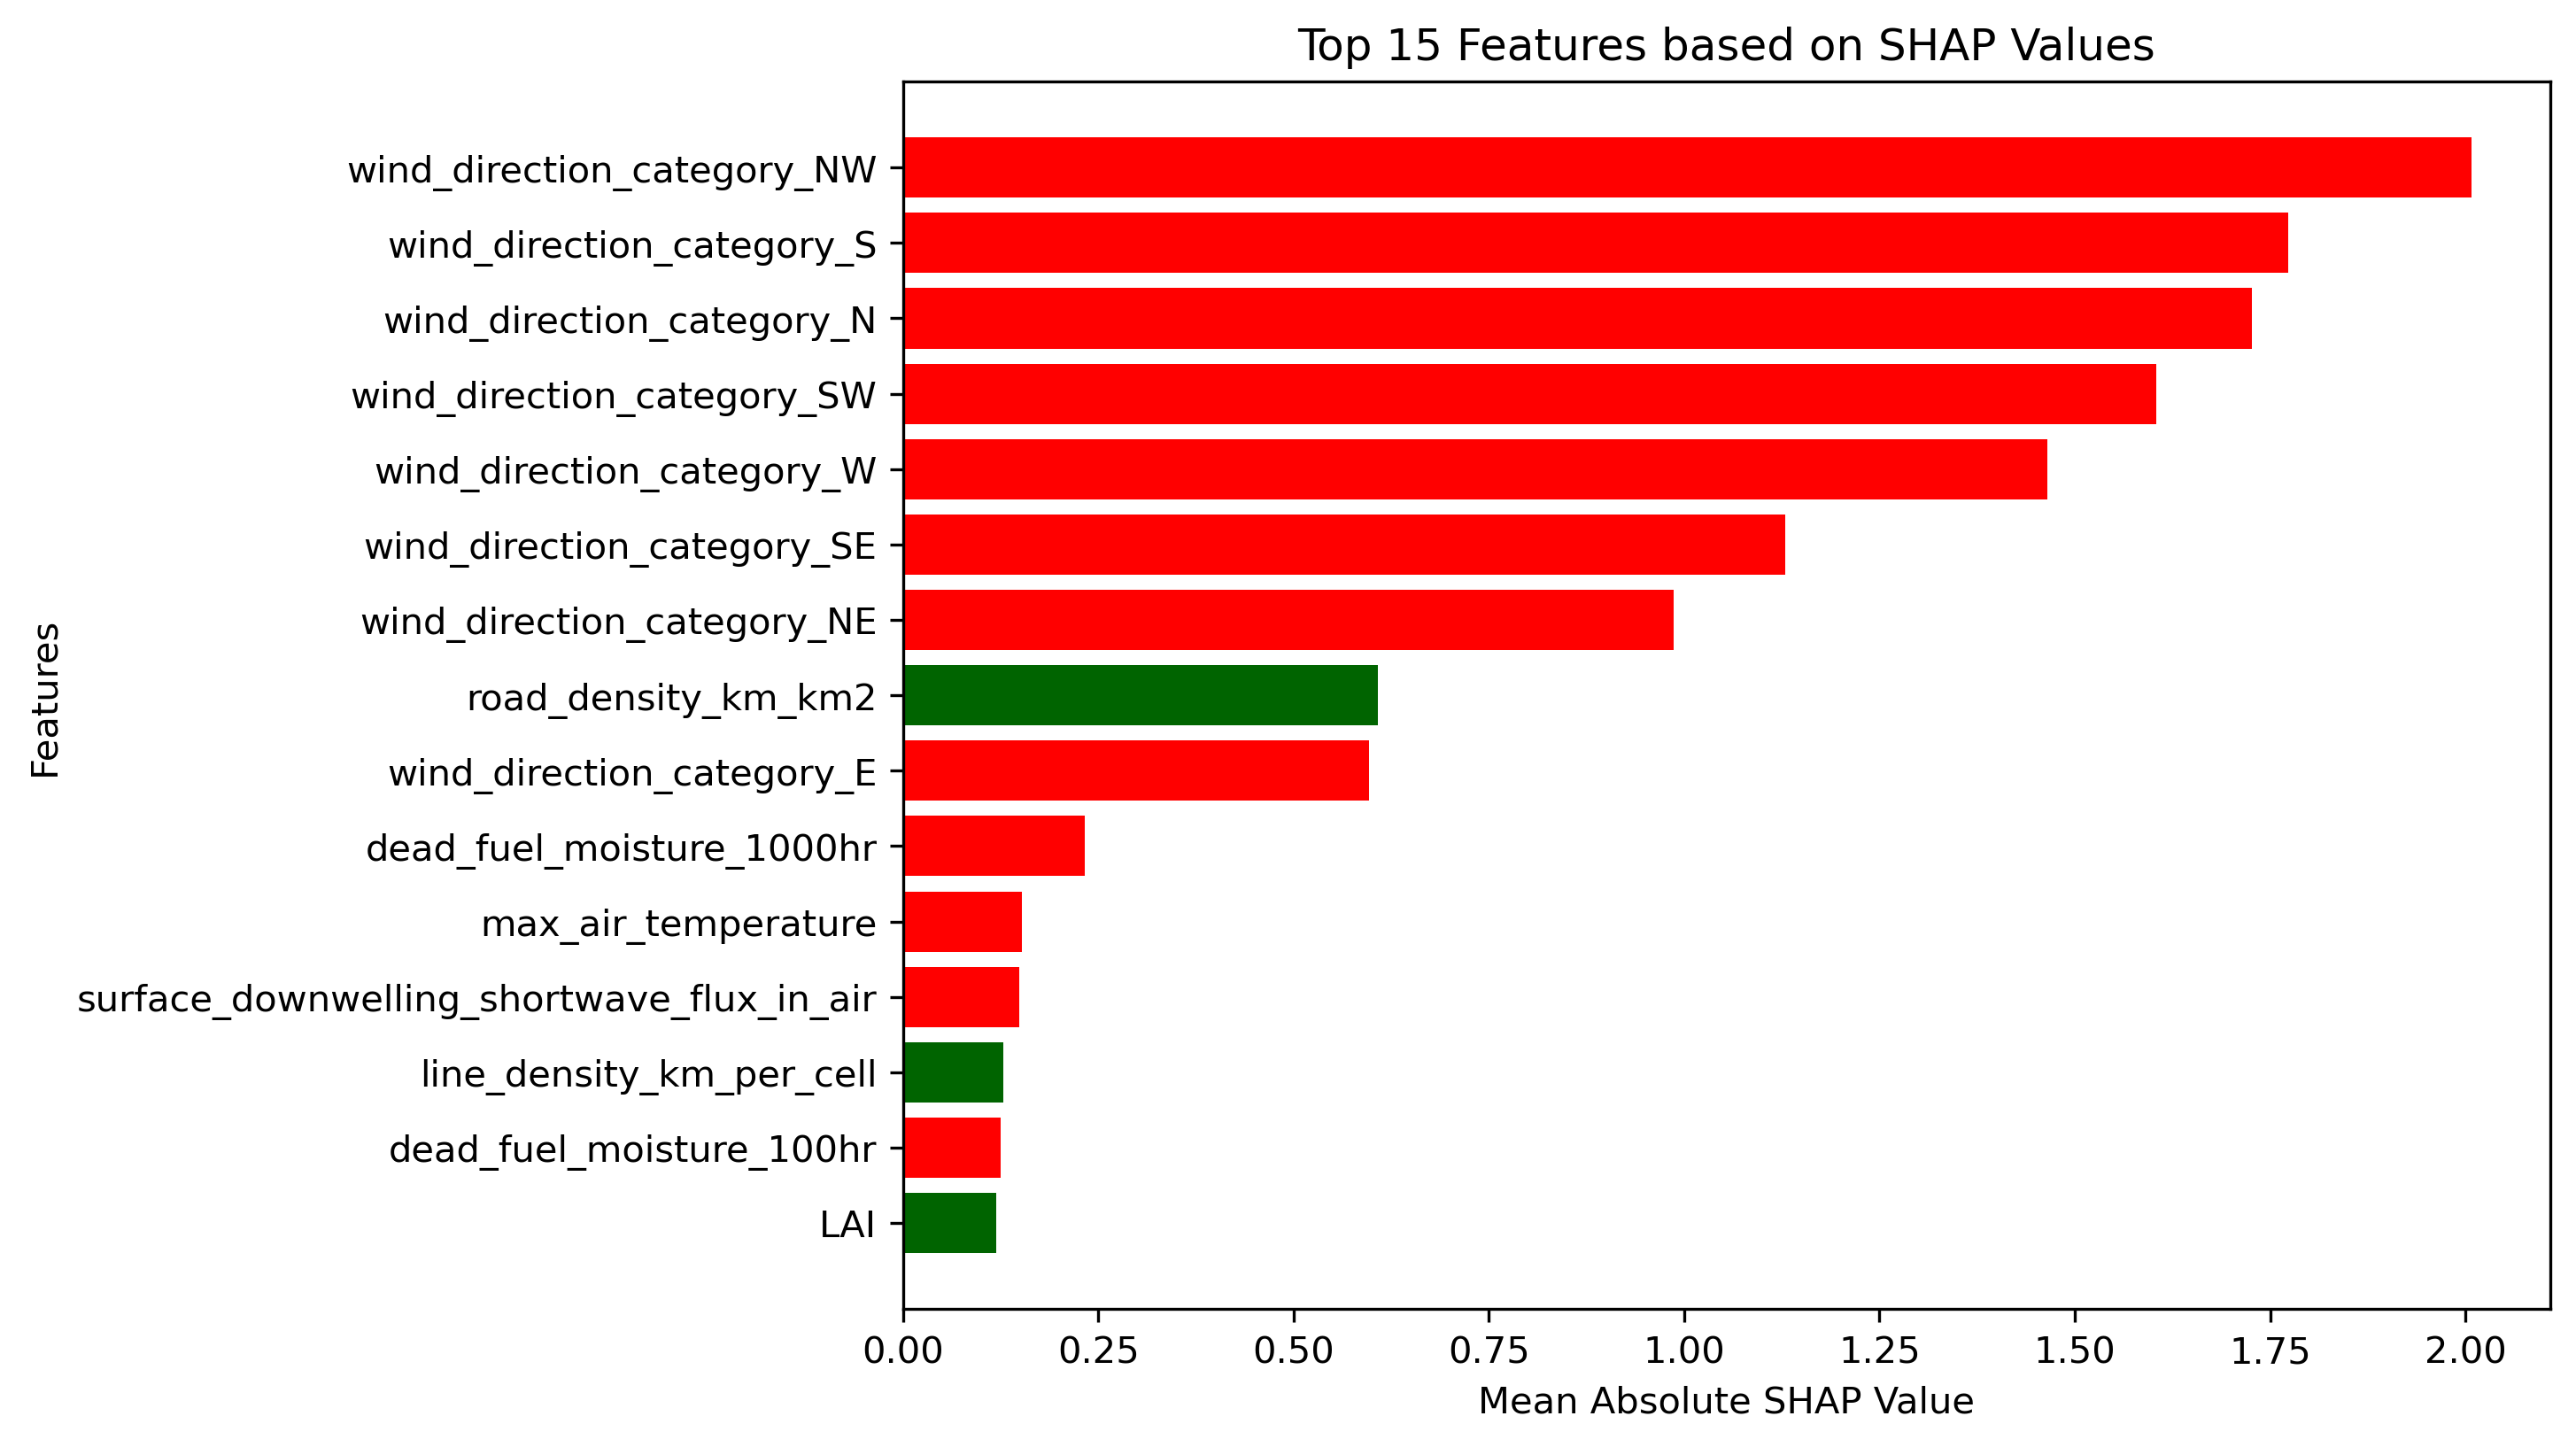 Top 15 Features based on SHAP Values
Features
wind_direction_category_NW
wind_direction_category_S
wind_direction_category_N
wind_direction_category_SW
wind_direction_category_W
wind_direction_category_SE
wind_direction_category_NE
road_density_km_km2
wind_direction_category_E
dead_fuel_moisture_1000hr
max_air_temperature
surface_downwelling_shortwave_flux_in_air
line_density_km_per_cell
dead_fuel_moisture_100hr
LAI
0.00 0.25 0.50 0.75 1.00 1.25 1.50 1.75 2.00
Mean Absolute SHAP Value